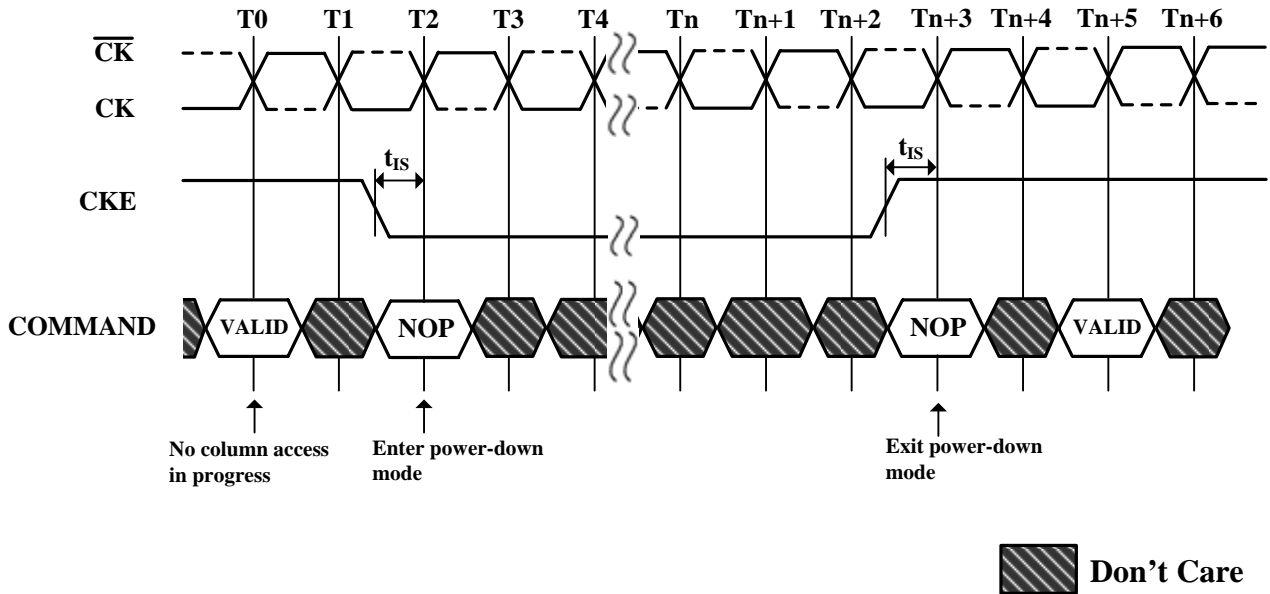 T0 T1 T2 T3 T4 Tn Tn+1 Tn+2 Tn+3 Tn+4 Tn+5 Tn+6
CK
CK
tIS tIS
CKE
COMMAND VALID NOP NOP VALID
No column access
in progress
Enter power-down
mode
Exit power-down
mode
Don't Care